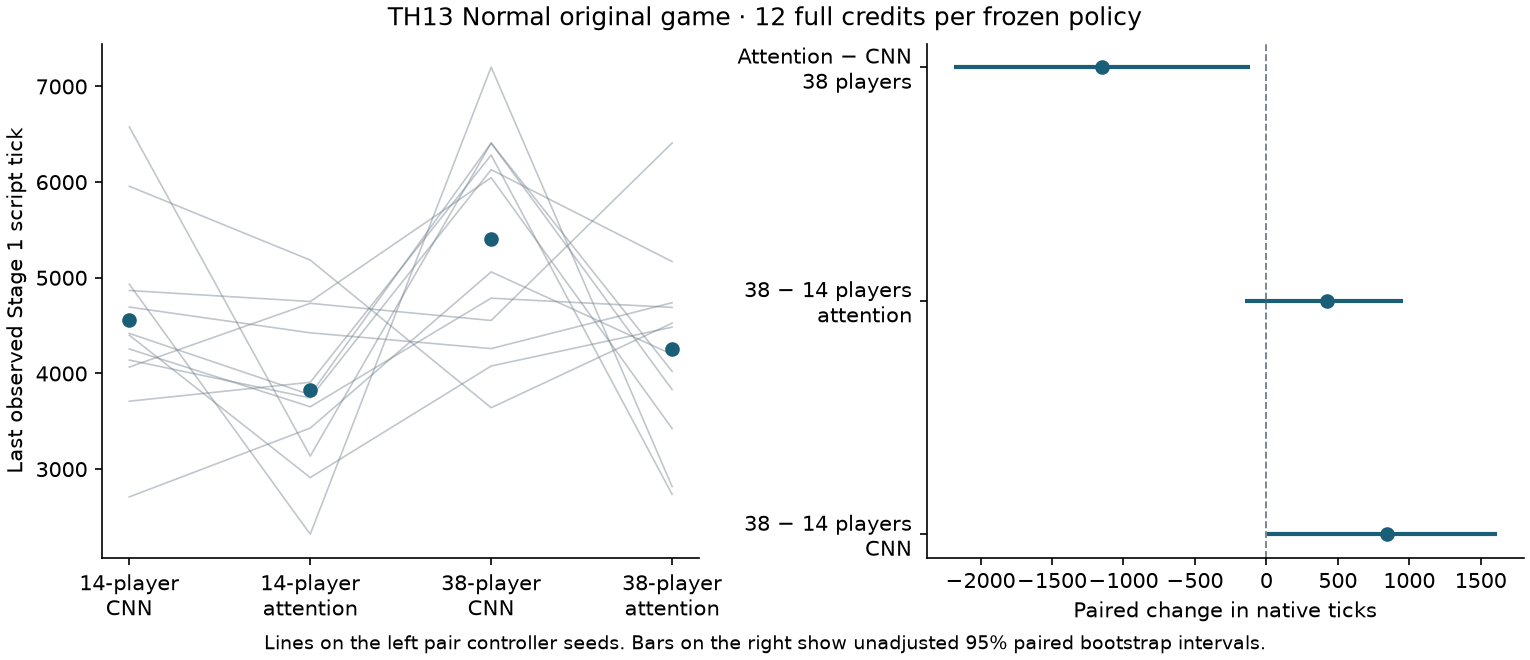 TH13 Normal original game · 12 full credits per frozen policy
Last observed Stage 1 script tick
7000
6000
5000
4000
3000
14-player
CNN
14-player
attention
38-player
CNN
38-player
attention
Attention − CNN
38 players
38 − 14 players
attention
38 − 14 players
CNN
−2000 −1500 −1000 −500 0 500 1000 1500
Paired change in native ticks
Lines on the left pair controller seeds. Bars on the right show unadjusted 95% paired bootstrap intervals.